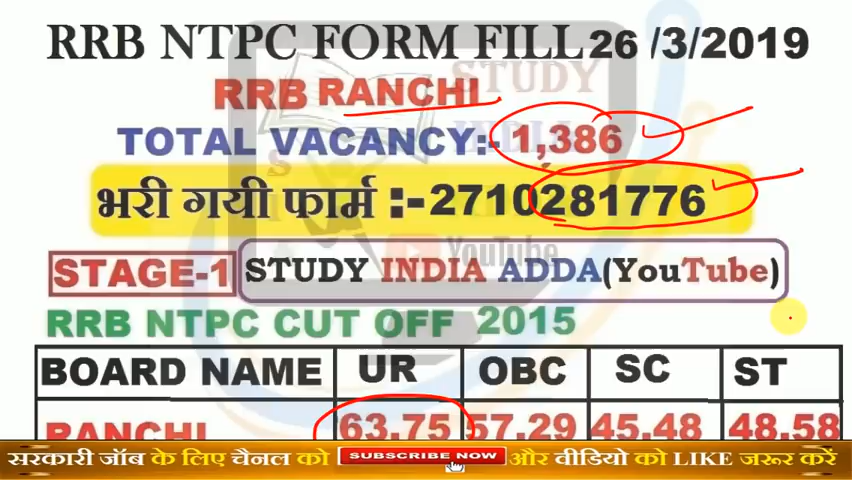 RRB NTPC FORM FILL 26 /3/2019
RRB RANCHI
TOTAL VACANCY:- 1,386
भरी गयी फार्म :-2710281776
STAGE-1 STUDY INDIA ADDA(YouTube)
RRB NTPC CUT OFF 2015
BOARD NAME UR OBC SC ST
RANCHI 63.75 57.29 45.48 48.58
सरकारी जॉब के लिए चैनल को SUBSCRIBE NOW और वीडियो को LIKE जरूर करें
STUDY
YouTube